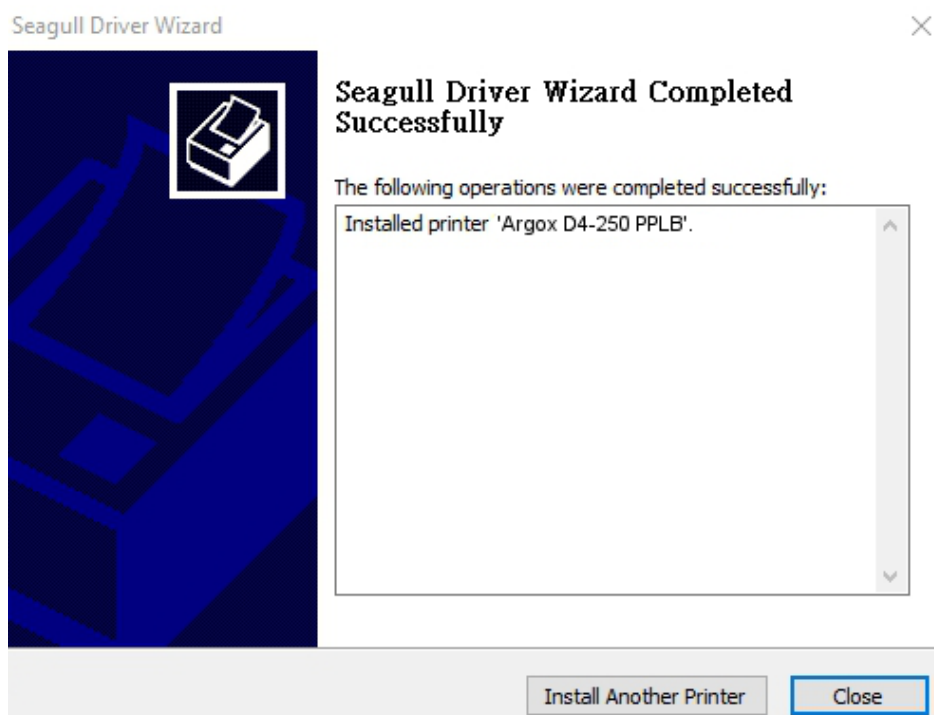 Seagull Driver Wizard
Seagull Driver Wizard Completed
Successfully
The following operations were completed successfully:
Installed printer 'Argox D4-250 PPLB'.
Install Another Printer
Close